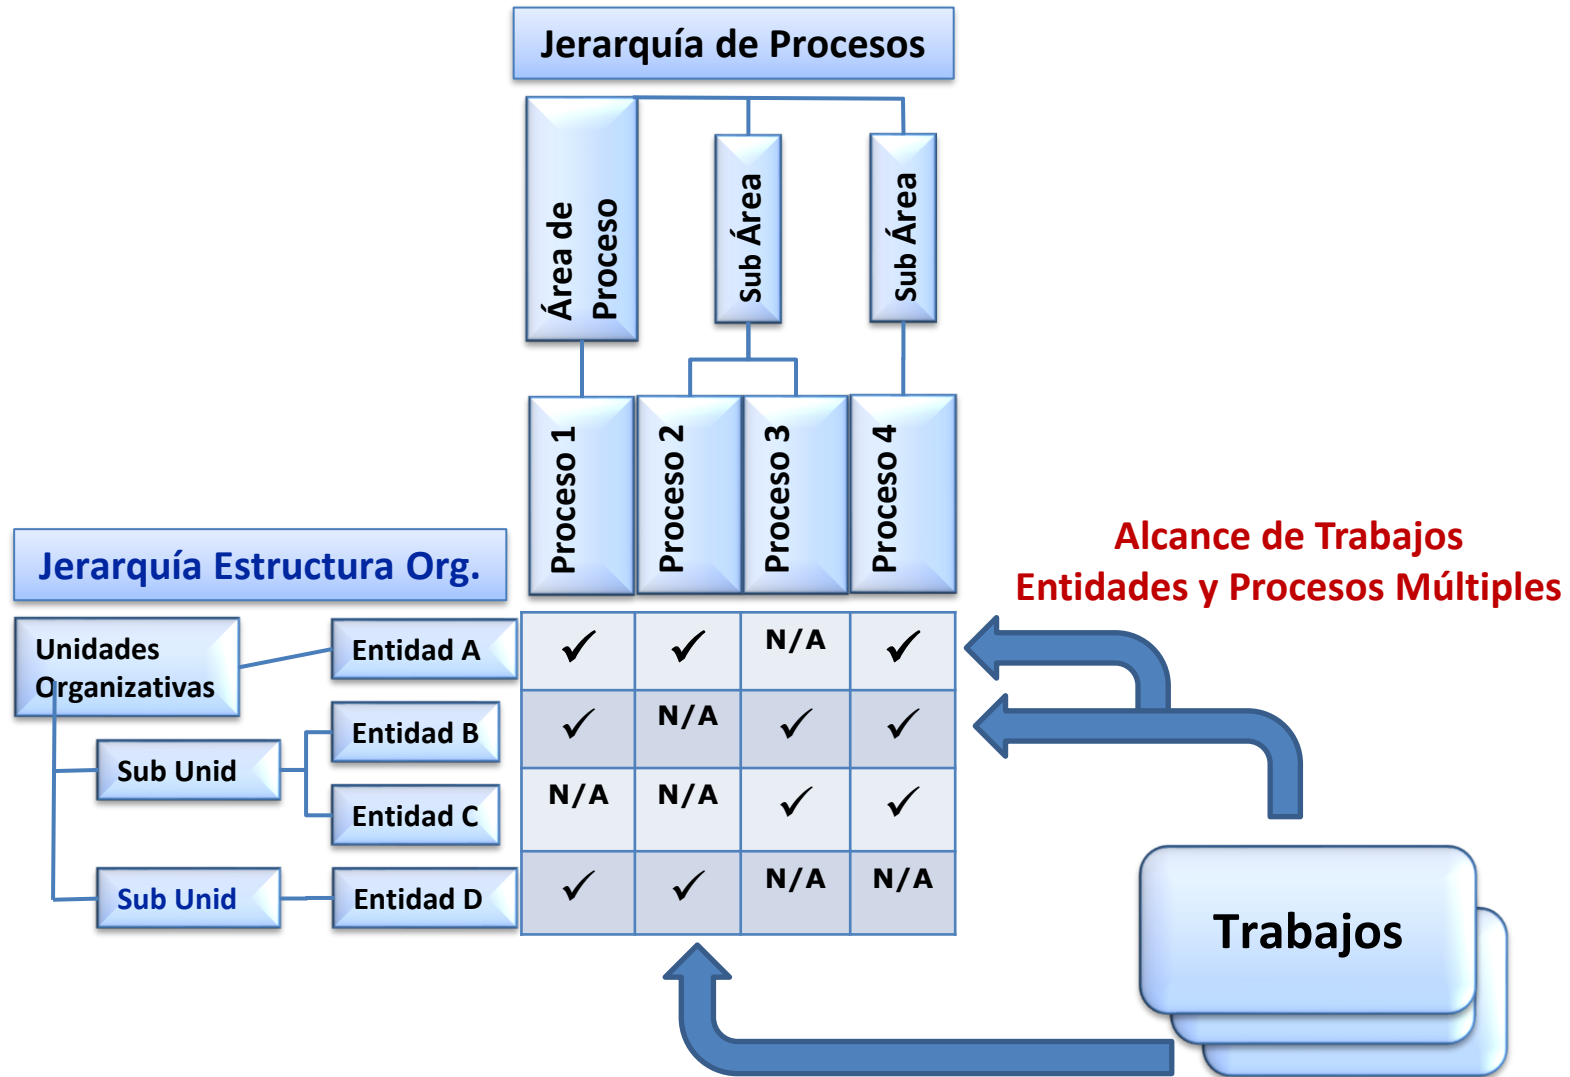 Jerarquía de Procesos
Área de
Proceso
Sub Área
Sub Área
Proceso 1
Proceso 2
Proceso 3
Proceso 4
Alcance de Trabajos
Entidades y Procesos Múltiples
Jerarquía Estructura Org.
Unidades
Organizativas
Entidad A
✓ ✓ N/A ✓
Sub Unid
Entidad B
✓ N/A ✓ ✓
Entidad C
N/A N/A ✓ ✓
Sub Unid
Entidad D
✓ ✓ N/A N/A
Trabajos